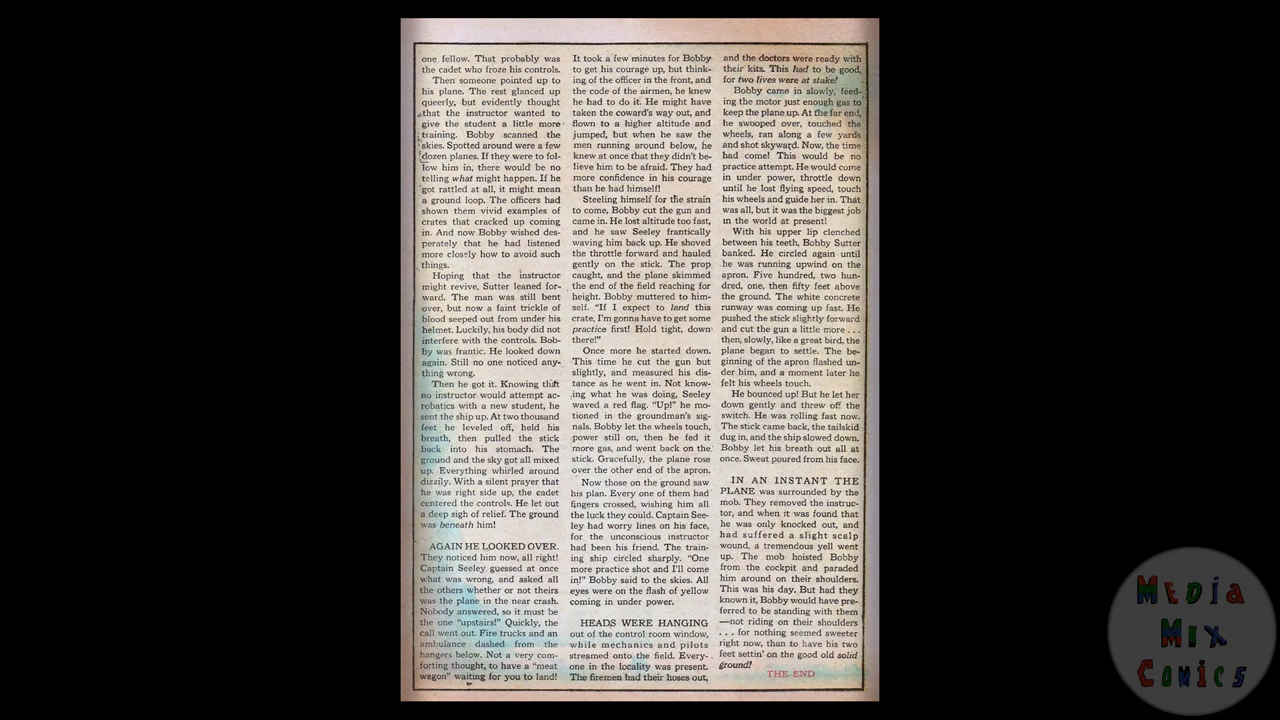 one fellow. That probably was
the cadet who froze his controls.
Then someone pointed up to
his plane. The rest glanced up
queerly, but evidently thought
that the instructor wanted to
give the student a little more
training. Bobby scanned the
skies. Spotted around were a few
dozen planes. If they were to fol-
low him in, there would be no
telling what might happen. If he
got rattled at all, it might mean
a ground loop. The officers had
shown them vivid examples of
crates that cracked up coming
in. And now Bobby wished des-
perately that he had listened
more closely how to avoid such
things.
Hoping that the instructor
might revive, Sutter leaned for-
ward. The man was still bent
over, but now a faint trickle of
blood seeped out from under his
helmet. Luckily, his body did not
interfere with the controls. Bob-
by was frantic. He looked down
again. Still no one noticed any-
thing wrong.
Then he got it. Knowing that
no instructor would attempt ac-
robatics with a new student, he
sent the ship up. At two thousand
feet he leveled off, held his
breath, then pulled the stick
back into his stomach. The
ground and the sky got all mixed
up. Everything whirled around
dizzily. With a silent prayer that
he was right side up, the cadet
centered the controls. He let out
a deep sigh of relief. The ground
was beneath him!
AGAIN HE LOOKED OVER.
They noticed him now, all right!
Captain Seeley guessed at once
what was wrong, and asked all
the others whether or not theirs
was the plane in the near crash.
Nobody answered, so it must be
the one "upstairs!" Quickly, the
call went out. Fire trucks and an
ambulance dashed from the
hangers below. Not a very com-
forting thought, to have a "meat
wagon" waiting for you to land!
It took a few minutes for Bobby
to get his courage up, but think-
ing of the officer in the front, and
the code of the airmen, he knew
he had to do it. He might have
taken the coward's way out, and
flown to a higher altitude and
jumped, but when he saw the
men running around below, he
knew at once that they didn't be-
lieve him to be afraid. They had
more confidence in his courage
than he had himself!
Steeling himself for the strain
to come, Bobby cut the gun and
came in. He lost altitude too fast,
and he saw Seeley frantically
waving him back up. He shoved
the throttle forward and hauled
gently on the stick. The prop
caught, and the plane skimmed
the end of the field reaching for
height. Bobby muttered to him-
self. "If I expect to land this
crate, I'm gonna have to get some
practice first! Hold tight, down
there!"
Once more he started down.
This time he cut the gun but
slightly, and measured his dis-
tance as he went in. Not know-
ing what he was doing, Seeley
waved a red flag. "Up!" he mo-
tioned in the groundman's sig-
nals. Bobby let the wheels touch,
power still on, then he fed it
more gas, and went back on the
stick. Gracefully, the plane rose
over the other end of the apron.
Now those on the ground saw
his plan. Every one of them had
fingers crossed, wishing him all
the luck they could. Captain See-
ley had worry lines on his face,
for the unconscious instructor
had been his friend. The train-
ing ship circled sharply. "One
more practice shot and I'll come
in!" Bobby said to the skies. All
eyes were on the flash of yellow
coming in under power.
HEADS WERE HANGING
out of the control room window,
while mechanics and pilots
streamed onto the field. Every-
one in the locality was present.
The firemen had their hoses out,
and the doctors were ready with
their kits. This had to be good,
for two lives were at stake!
Bobby came in slowly, feed-
ing the motor just enough gas to
keep the plane up. At the far end,
he swooped over, touched the
wheels, ran along a few yards
and shot skyward. Now, the time
had come! This would be no
practice attempt. He would come
in under power, throttle down
until he lost flying speed, touch
his wheels and guide her in. That
was all, but it was the biggest job
in the world at present!
With his upper lip clenched
between his teeth, Bobby Sutter
banked. He circled again until
he was running upwind on the
apron. Five hundred, two hun-
dred, one, then fifty feet above
the ground. The white concrete
runway was coming up fast. He
pushed the stick slightly forward
and cut the gun a little more . . .
then, slowly, like a great bird, the
plane began to settle. The be-
ginning of the apron flashed un-
der him, and a moment later he
felt his wheels touch.
He bounced up! But he let her
down gently and threw off the
switch. He was rolling fast now.
The stick came back, the tailskid
dug in, and the ship slowed down.
Bobby let his breath out all at
once. Sweat poured from his face.
IN AN INSTANT THE
PLANE was surrounded by the
mob. They removed the instruc-
tor, and when it was found that
he was only knocked out, and
had suffered a slight scalp
wound, a tremendous yell went
up. The mob hoisted Bobby
from the cockpit and paraded
him around on their shoulders.
This was his day. But had they
known it, Bobby would have pre-
ferred to be standing with them
—not riding on their shoulders
. . . for nothing seemed sweeter
right now, than to have his two
feet settin' on the good old solid
ground!
THE END
MEDiA
MiX
COMiCS